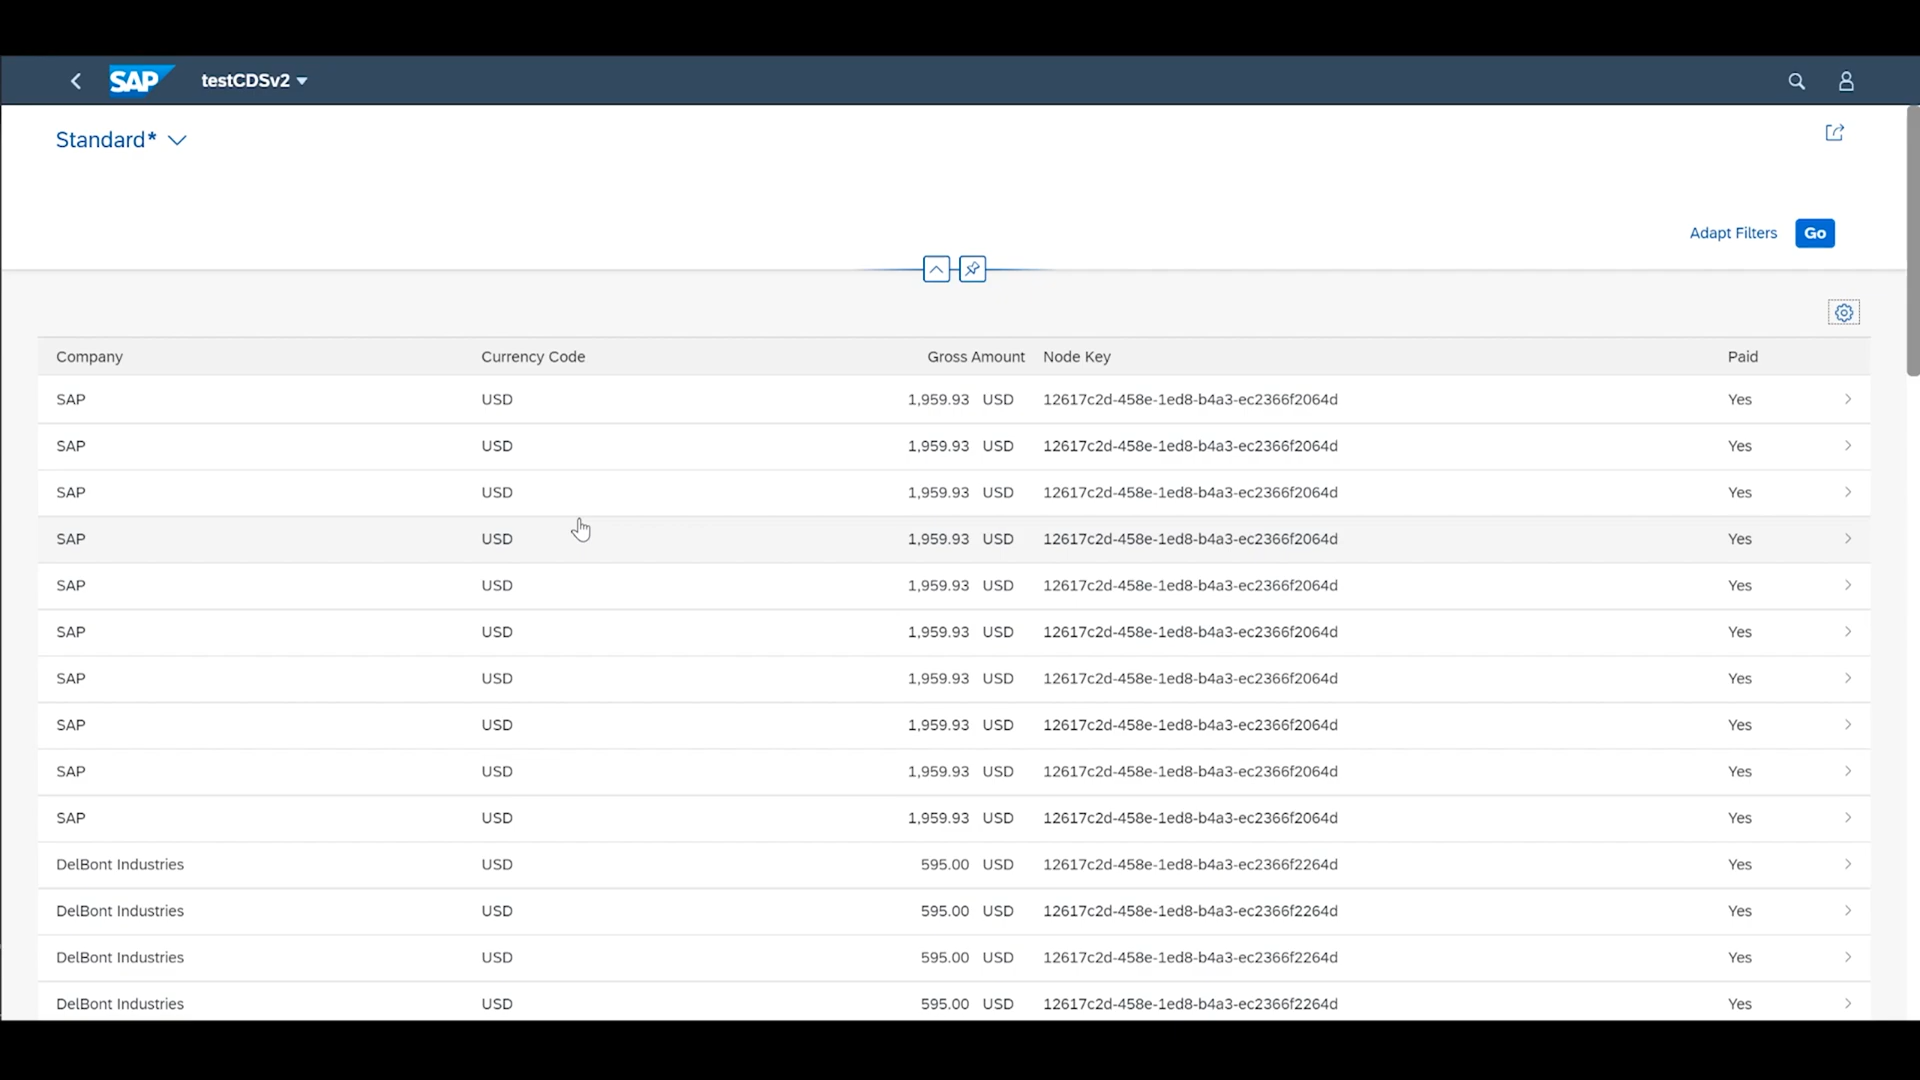 SAP testCDSv2
Standard*
Adapt Filters Go
Company Currency Code Gross Amount Node Key Paid
SAP USD 1,959.93 USD 12617c2d-458e-1ed8-b4a3-ec2366f2064d Yes
SAP USD 1,959.93 USD 12617c2d-458e-1ed8-b4a3-ec2366f2064d Yes
SAP USD 1,959.93 USD 12617c2d-458e-1ed8-b4a3-ec2366f2064d Yes
SAP USD 1,959.93 USD 12617c2d-458e-1ed8-b4a3-ec2366f2064d Yes
SAP USD 1,959.93 USD 12617c2d-458e-1ed8-b4a3-ec2366f2064d Yes
SAP USD 1,959.93 USD 12617c2d-458e-1ed8-b4a3-ec2366f2064d Yes
SAP USD 1,959.93 USD 12617c2d-458e-1ed8-b4a3-ec2366f2064d Yes
SAP USD 1,959.93 USD 12617c2d-458e-1ed8-b4a3-ec2366f2064d Yes
SAP USD 1,959.93 USD 12617c2d-458e-1ed8-b4a3-ec2366f2064d Yes
SAP USD 1,959.93 USD 12617c2d-458e-1ed8-b4a3-ec2366f2064d Yes
DelBont Industries USD 595.00 USD 12617c2d-458e-1ed8-b4a3-ec2366f2264d Yes
DelBont Industries USD 595.00 USD 12617c2d-458e-1ed8-b4a3-ec2366f2264d Yes
DelBont Industries USD 595.00 USD 12617c2d-458e-1ed8-b4a3-ec2366f2264d Yes
DelBont Industries USD 595.00 USD 12617c2d-458e-1ed8-b4a3-ec2366f2264d Yes